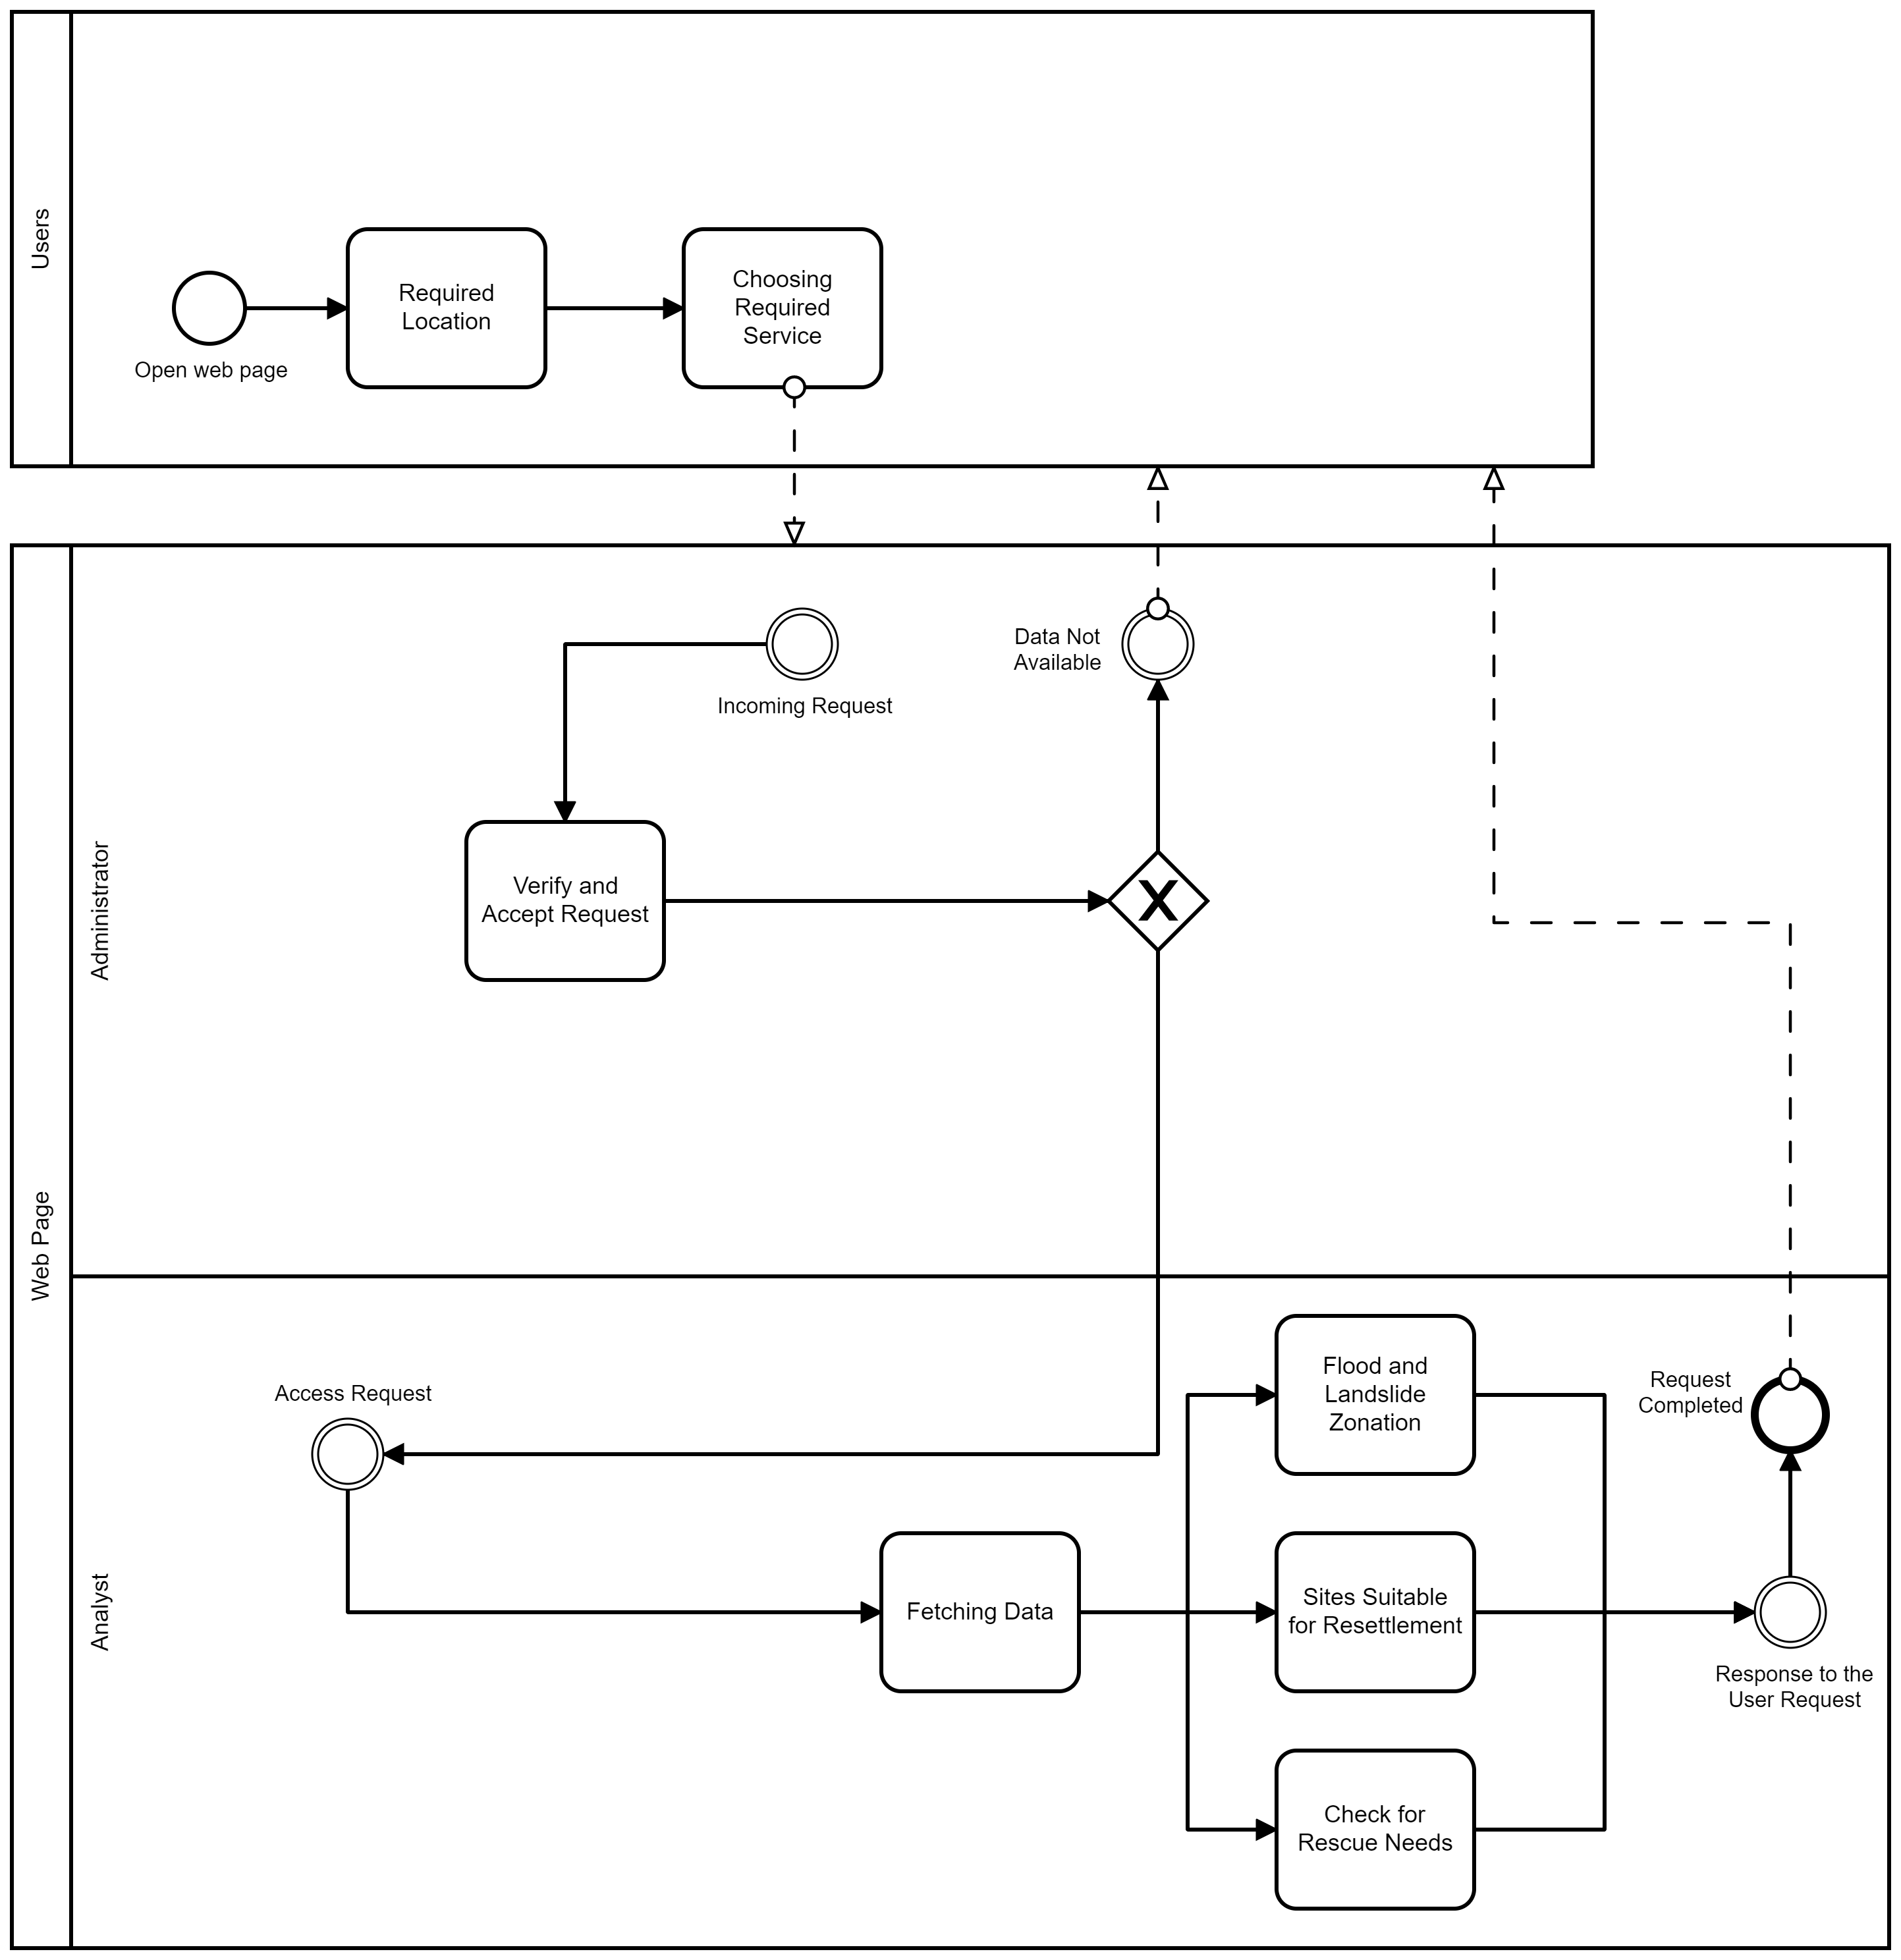 Users
Open web page
Required
Location
Choosing
Required
Service
Web Page
Administrator
Incoming Request
Data Not
Available
Verify and
Accept Request
X
Analyst
Access Request
Fetching Data
Flood and
Landslide
Zonation
Sites Suitable
for Resettlement
Check for
Rescue Needs
Request
Completed
Response to the
User Request